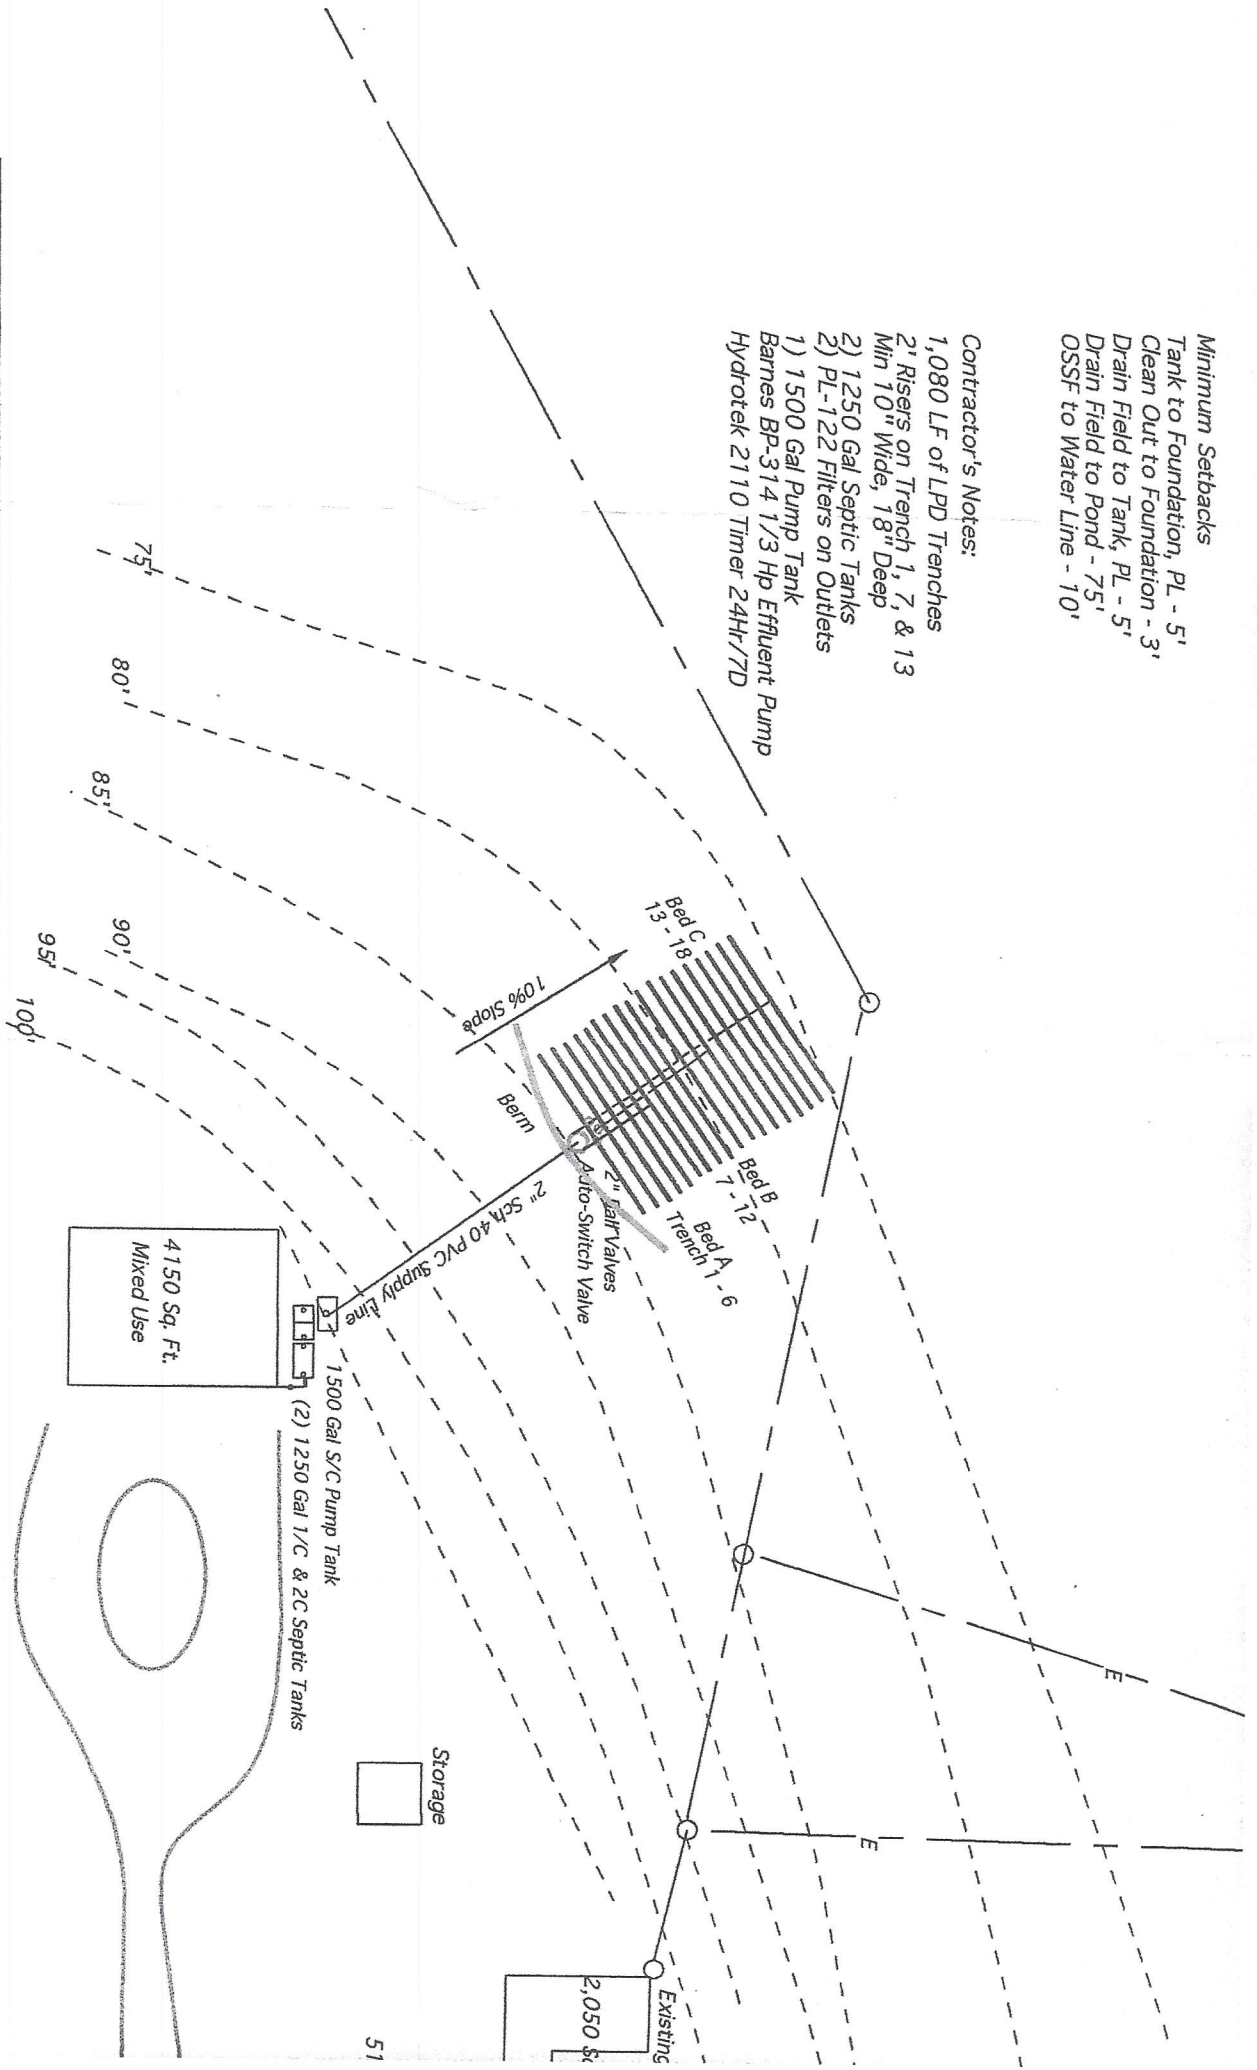 Minimum Setbacks
Tank to Foundation, PL - 5'
Clean Out to Foundation - 3'
Drain Field to Tank, PL - 5'
Drain Field to Pond - 75'
OSSF to Water Line - 10'
Contractor's Notes:
1,080 LF of LPD Trenches
2' Risers on Trench 1, 7, & 13
Min 10" Wide, 18" Deep
2) 1250 Gal Septic Tanks
2) PL-122 Filters on Outlets
1) 1500 Gal Pump Tank
Barnes BP-314 1/3 Hp Effluent Pump
Hydrotek 2110 Timer 24Hr/7D
75'
80'
85'
90'
95'
100'
Bed C
13 - 18
10% Slope
Berm
Bed B
7 - 12
Bed A
Trench 1 - 6
2" Ball Valves
Auto-Switch Valve
2" Sch 40 PVC Supply Line
4150 Sq. Ft.
Mixed Use
1500 Gal S/C Pump Tank
(2) 1250 Gal 1/C & 2C Septic Tanks
Storage
E
E
Existing
2,050 S
51